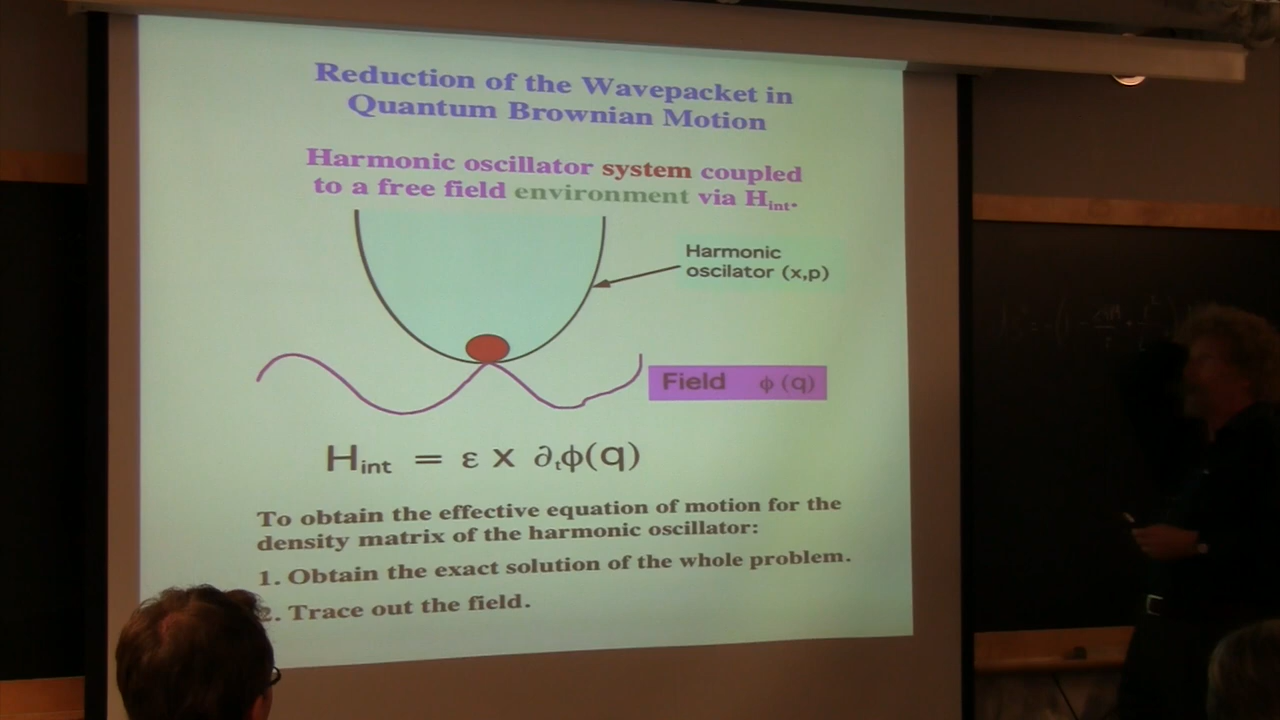 Reduction of the Wavepacket in
Quantum Brownian Motion
Harmonic oscillator system coupled
to a free field environment via Hint.
Harmonic
oscilator (x,p)
Field ϕ (q)
Hint = ε x ∂tϕ(q)
To obtain the effective equation of motion for the
density matrix of the harmonic oscillator:
1. Obtain the exact solution of the whole problem.
2. Trace out the field.